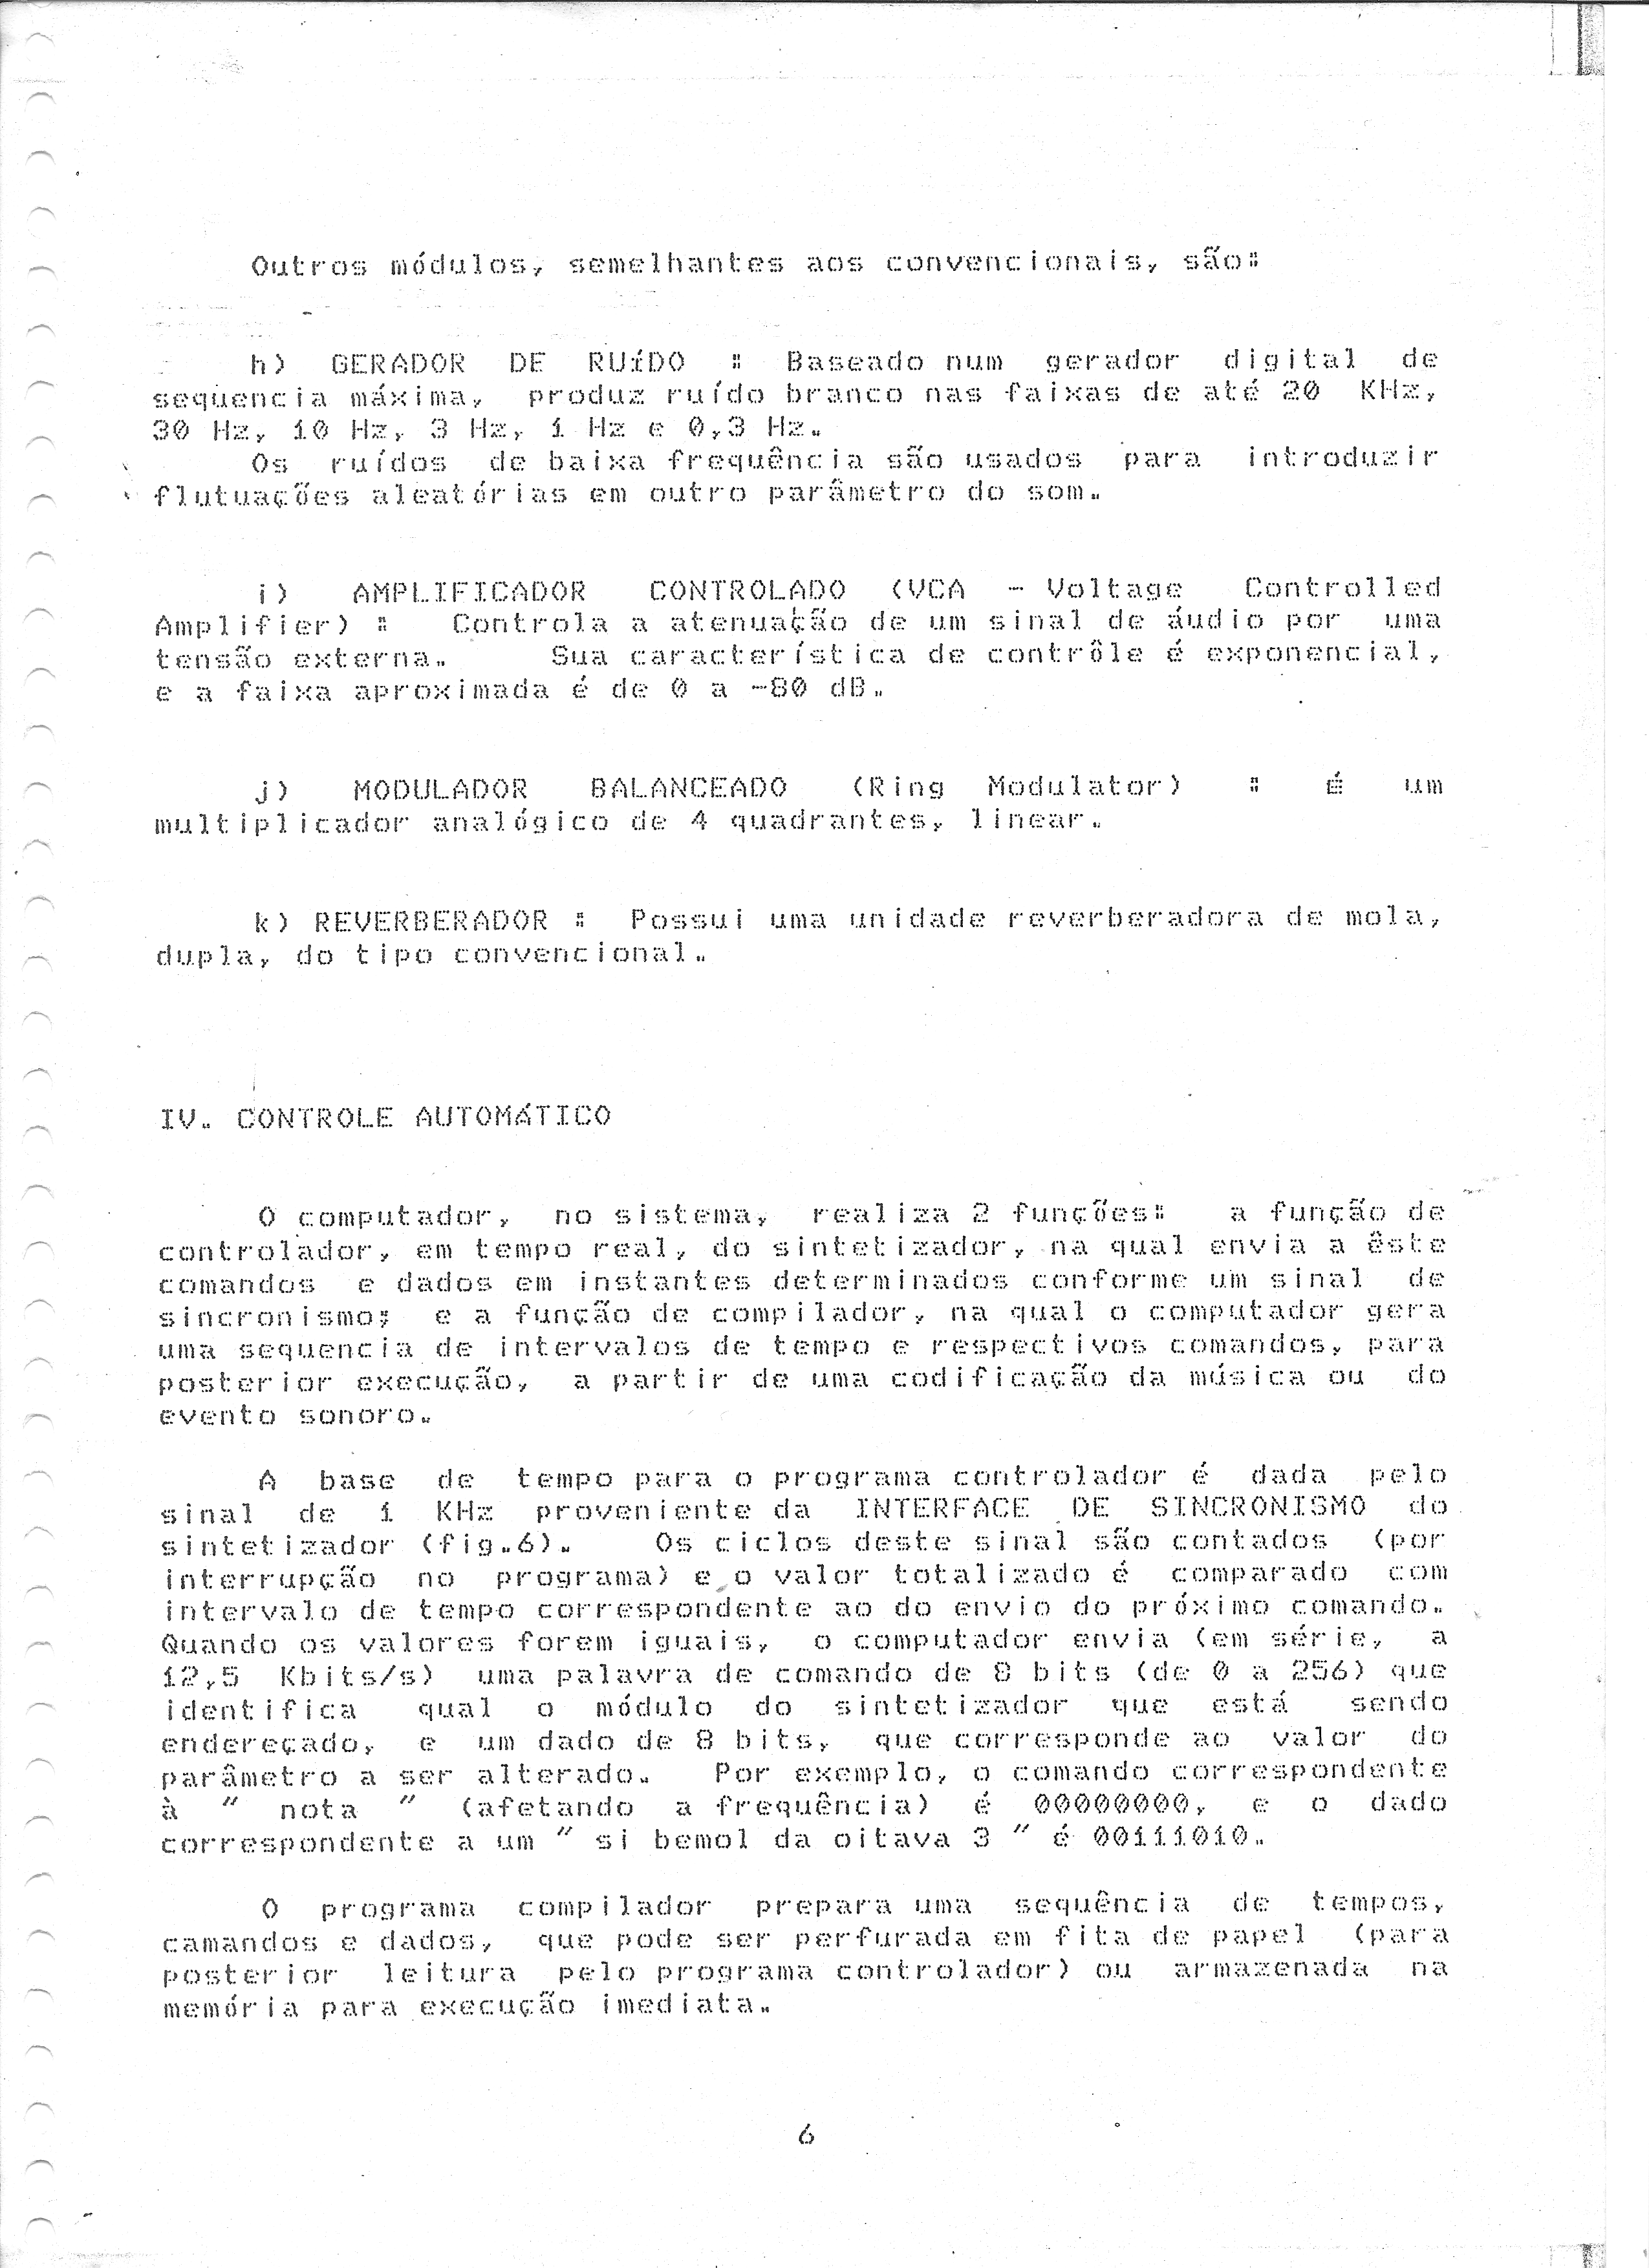 Outros módulos, semelhantes aos convencionais, são:
h) GERADOR DE RUíDO : Baseado num gerador digital de
sequencia máxima, produz ruído branco nas faixas de até 20 KHz,
30 Hz, 10 Hz, 3 Hz, 1 Hz e 0,3 Hz.
Os ruídos de baixa frequência são usados para introduzir
flutuações aleatórias em outro parâmetro do som.
i) AMPLIFICADOR CONTROLADO (VCA - Voltage Controlled
Amplifier) : Controla a atenuação de um sinal de áudio por uma
tensão externa. Sua característica de contrôle é exponencial,
e a faixa aproximada é de 0 a -80 dB.
j) MODULADOR BALANCEADO (Ring Modulator) : É um
multiplicador analógico de 4 quadrantes, linear.
k) REVERBERADOR : Possui uma unidade reverberadora de mola,
dupla, do tipo convencional.
IV. CONTROLE AUTOMÁTICO
O computador, no sistema, realiza 2 funções: a função de
controlador, em tempo real, do sintetizador, na qual envia a êste
comandos e dados em instantes determinados conforme um sinal de
sincronismo; e a função de compilador, na qual o computador gera
uma sequencia de intervalos de tempo e respectivos comandos, para
posterior execução, a partir de uma codificação da música ou do
evento sonoro.
A base de tempo para o programa controlador é dada pelo
sinal de 1 KHz proveniente da INTERFACE DE SINCRONISMO do
sintetizador (fig.6). Os ciclos deste sinal são contados (por
interrupção no programa) e o valor totalizado é comparado com
intervalo de tempo correspondente ao do envio do próximo comando.
Quando os valores forem iguais, o computador envia (em série, a
12,5 Kbits/s) uma palavra de comando de 8 bits (de 0 a 256) que
identifica qual o módulo do sintetizador que está sendo
endereçado, e um dado de 8 bits, que corresponde ao valor do
parâmetro a ser alterado. Por exemplo, o comando correspondente
à " nota " (afetando a frequência) é 00000000, e o dado
correspondente a um " si bemol da oitava 3 " é 00111010.
O programa compilador prepara uma sequência de tempos,
camandos e dados, que pode ser perfurada em fita de papel (para
posterior leitura pelo programa controlador) ou armazenada na
memória para execução imediata.
6